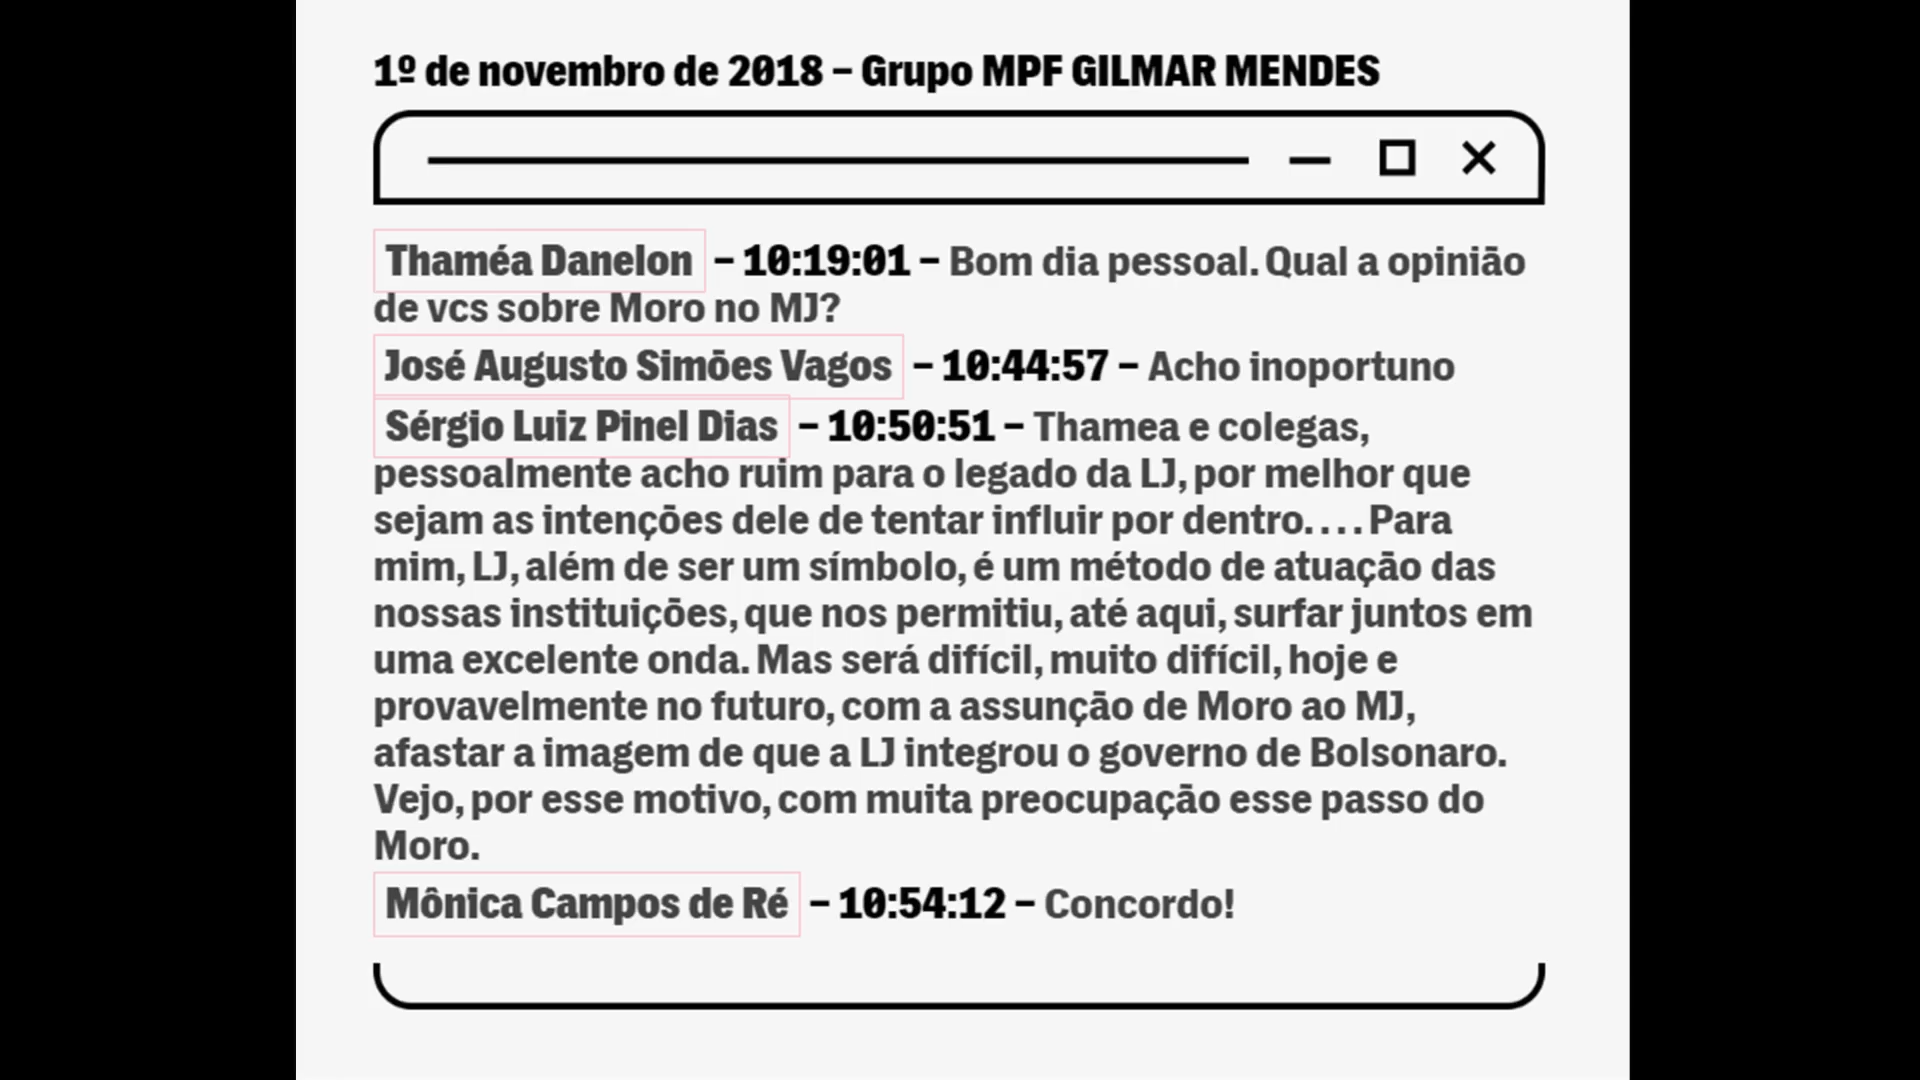 1º de novembro de 2018 – Grupo MPF GILMAR MENDES
Thaméa Danelon – 10:19:01 – Bom dia pessoal. Qual a opinião
de vcs sobre Moro no MJ?
José Augusto Simões Vagos – 10:44:57 – Acho inoportuno
Sérgio Luiz Pinel Dias – 10:50:51 – Thamea e colegas,
pessoalmente acho ruim para o legado da LJ, por melhor que
sejam as intenções dele de tentar influir por dentro. . . . Para
mim, LJ, além de ser um símbolo, é um método de atuação das
nossas instituições, que nos permitiu, até aqui, surfar juntos em
uma excelente onda. Mas será difícil, muito difícil, hoje e
provavelmente no futuro, com a assunção de Moro ao MJ,
afastar a imagem de que a LJ integrou o governo de Bolsonaro.
Vejo, por esse motivo, com muita preocupação esse passo do
Moro.
Mônica Campos de Ré – 10:54:12 – Concordo!